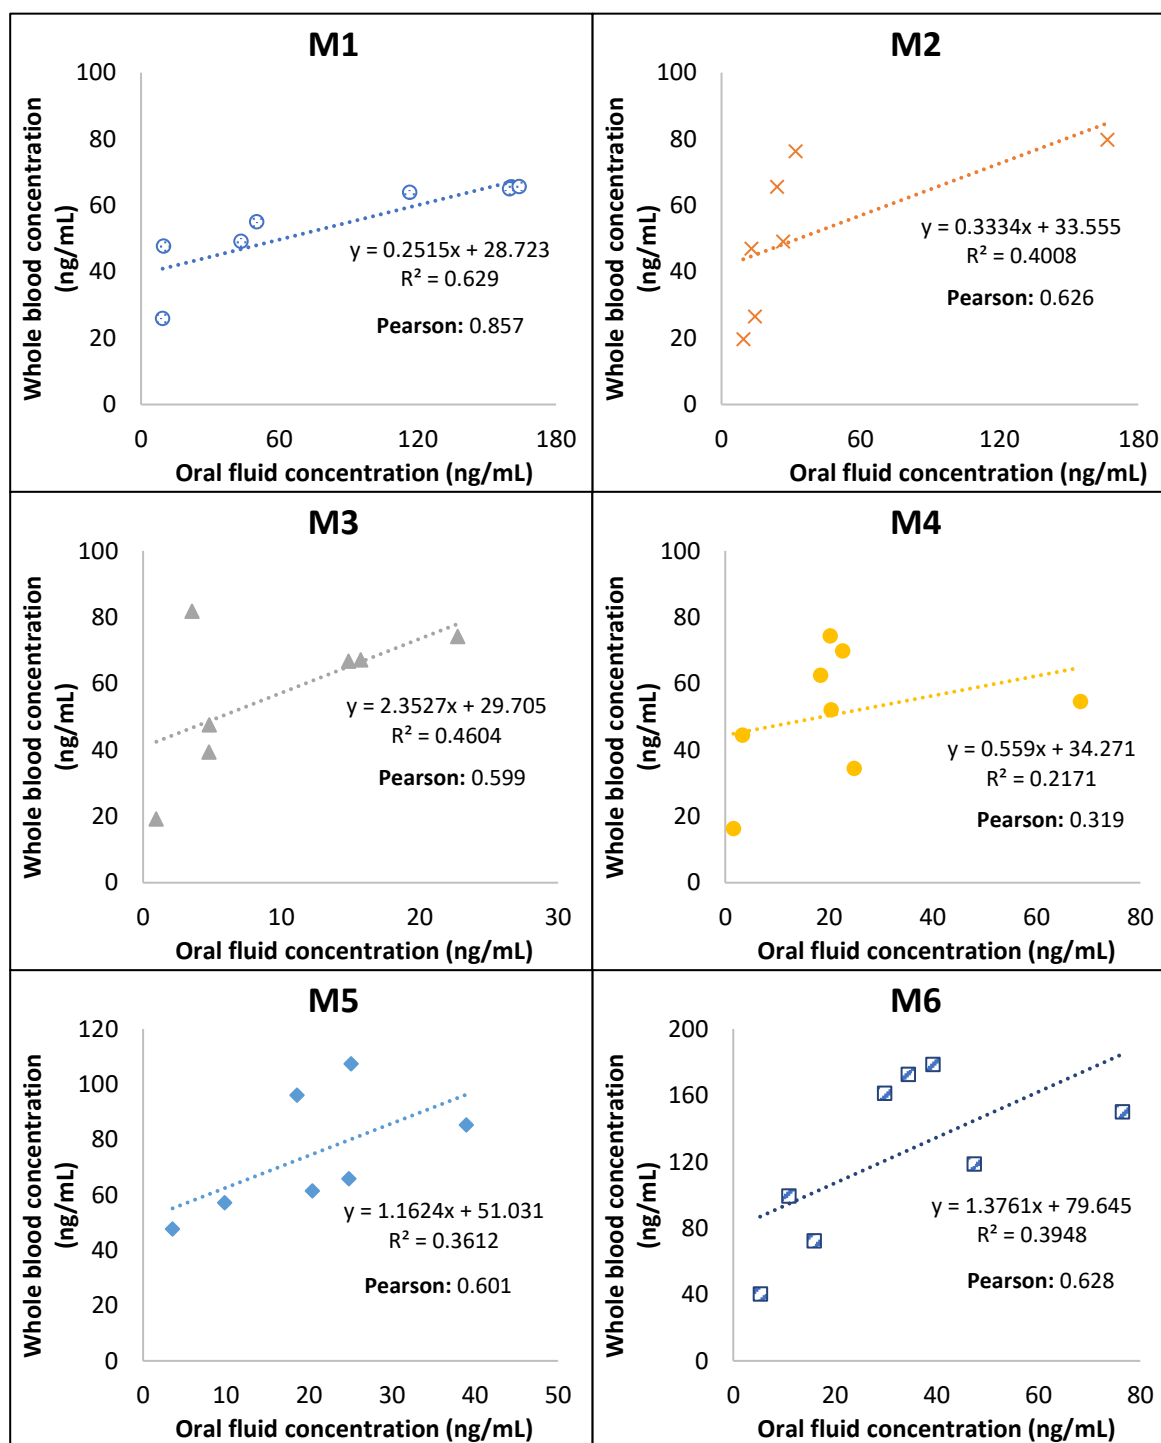 M1
Whole blood concentration
(ng/mL)
100
80
60
40
20
0
y = 0.2515x + 28.723
R² = 0.629
Pearson: 0.857
0 60 120 180
Oral fluid concentration (ng/mL)
M2
Whole blood concentration
(ng/mL)
100
80
60
40
20
0
y = 0.3334x + 33.555
R² = 0.4008
Pearson: 0.626
0 60 120 180
Oral fluid concentration (ng/mL)
M3
Whole blood concentration
(ng/mL)
100
80
60
40
20
0
y = 2.3527x + 29.705
R² = 0.4604
Pearson: 0.599
0 10 20 30
Oral fluid concentration (ng/mL)
M4
Whole blood concentration
(ng/mL)
100
80
60
40
20
0
y = 0.559x + 34.271
R² = 0.2171
Pearson: 0.319
0 20 40 60 80
Oral fluid concentration (ng/mL)
M5
Whole blood concentration
(ng/mL)
120
100
80
60
40
20
0
y = 1.1624x + 51.031
R² = 0.3612
Pearson: 0.601
0 10 20 30 40 50
Oral fluid concentration (ng/mL)
M6
Whole blood concentration
(ng/mL)
200
160
120
80
40
0
y = 1.3761x + 79.645
R² = 0.3948
Pearson: 0.628
0 20 40 60 80
Oral fluid concentration (ng/mL)